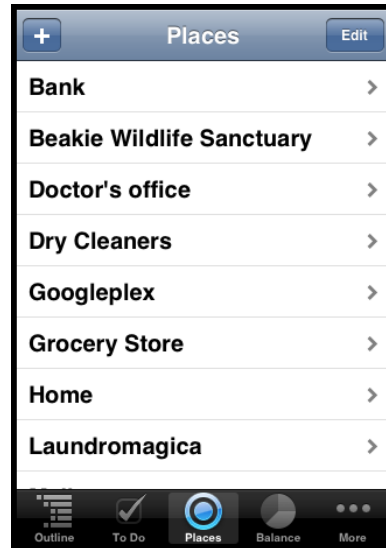 + Places Edit
Bank
Beakie Wildlife Sanctuary
Doctor's office
Dry Cleaners
Googleplex
Grocery Store
Home
Laundromagica
Outline To Do Places Balance More